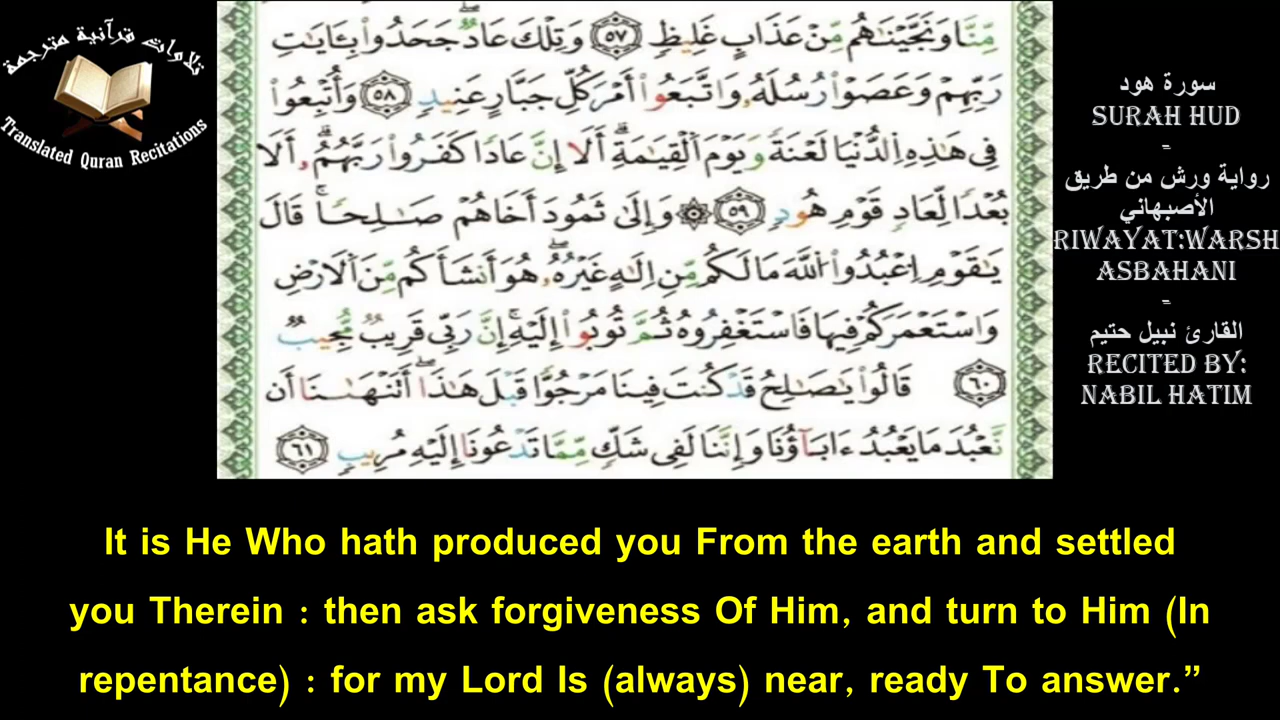 تلاوات قرآنية مترجمة
Translated Quran Recitations
مِّنَّا وَنَجَّيْنَٰهُم مِّنْ عَذَابٍ غَلِيظٍ ٥٧ وَتِلْكَ عَادٌ جَحَدُوا۟ بِـَٔايَٰتِ
رَبِّهِمْ وَعَصَوْا۟ رُسُلَهُۥ وَاتَّبَعُوٓا۟ أَمْرَ كُلِّ جَبَّارٍ عَنِيدٍ ٥٨ وَأُتْبِعُوا۟
فِى هَٰذِهِ اِ۬لدُّنْيَا لَعْنَةً وَيَوْمَ اَ۬لْقِيَٰمَةِ أَلَآ إِنَّ عَادًا كَفَرُوا۟ رَبَّهُمْ أَلَا
بُعْدًا لِّعَادٍ قَوْمِ هُودٍ ٥٩ ۞ وَإِلَىٰ ثَمُودَ أَخَاهُمْ صَٰلِحًا قَالَ
يَٰقَوْمِ اِ۟عْبُدُوا۟ اُ۬للَّهَ مَا لَكُم مِّنِ اِلَٰهٍ غَيْرُهُۥ هُوَ أَنشَأَكُم مِّنَ اَ۬لَارْضِ
وَاسْتَعْمَرَكُمْ فِيهَا فَاسْتَغْفِرُوهُ ثُمَّ تُوبُوٓا۟ إِلَيْهِ إِنَّ رَبِّى قَرِيبٌ مُّجِيبٌ
٦٠ قَالُوا۟ يَٰصَٰلِحُ قَدْ كُنتَ فِينَا مَرْجُوًّا قَبْلَ هَٰذَآ أَتَنْهَىٰنَآ أَن
نَّعْبُدَ مَا يَعْبُدُ ءَابَآؤُنَا وَإِنَّنَا لَفِى شَكٍّ مِّمَّا تَدْعُونَآ إِلَيْهِ مُرِيبٍ ٦١
سورة هود
SURAH HUD
-
رواية ورش من طريق
الأصبهاني
RIWAYAT:WARSH
ASBAHANI
-
القارئ نبيل حتيم
RECITED BY:
NABIL HATIM
It is He Who hath produced you From the earth and settled
you Therein : then ask forgiveness Of Him, and turn to Him (In
repentance) : for my Lord Is (always) near, ready To answer.”